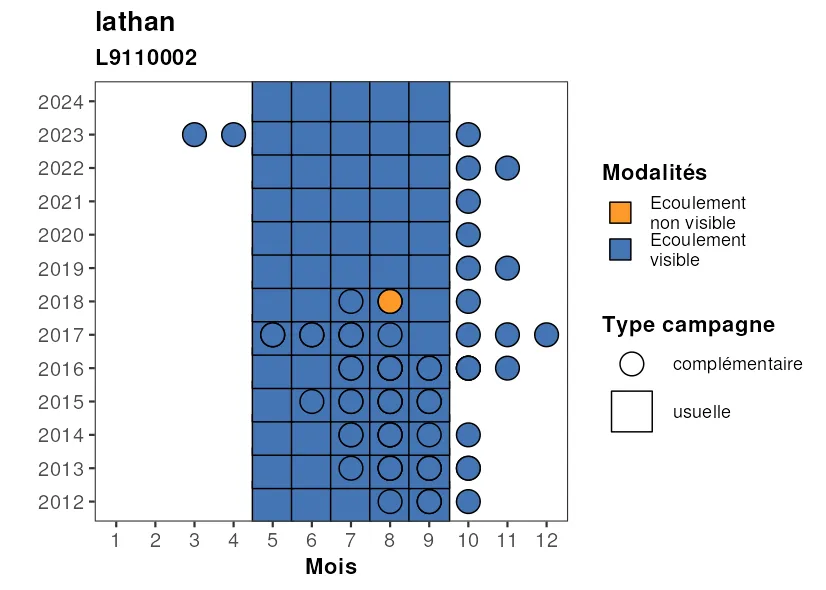 lathan
L9110002
2024
2023
2022
2021
2020
2019
2018
2017
2016
2015
2014
2013
2012
1 2 3 4 5 6 7 8 9 10 11 12
Mois
Modalités
Ecoulement
non visible
Ecoulement
visible
Type campagne
complémentaire
usuelle